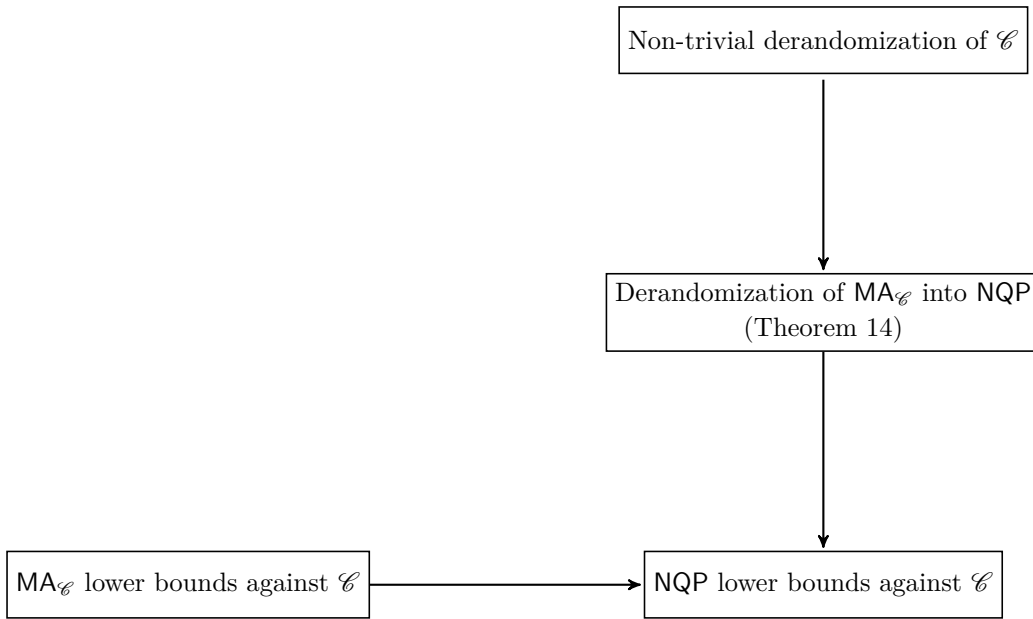 Non-trivial derandomization of 𝒞
Derandomization of MA𝒞 into NQP
(Theorem 14)
MA𝒞 lower bounds against 𝒞
NQP lower bounds against 𝒞